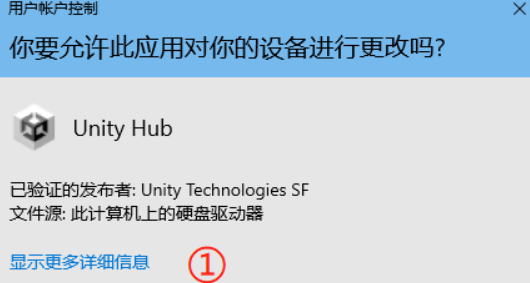 用户帐户控制
你要允许此应用对你的设备进行更改吗?
Unity Hub
已验证的发布者: Unity Technologies SF
文件源: 此计算机上的硬盘驱动器
显示更多详细信息
①